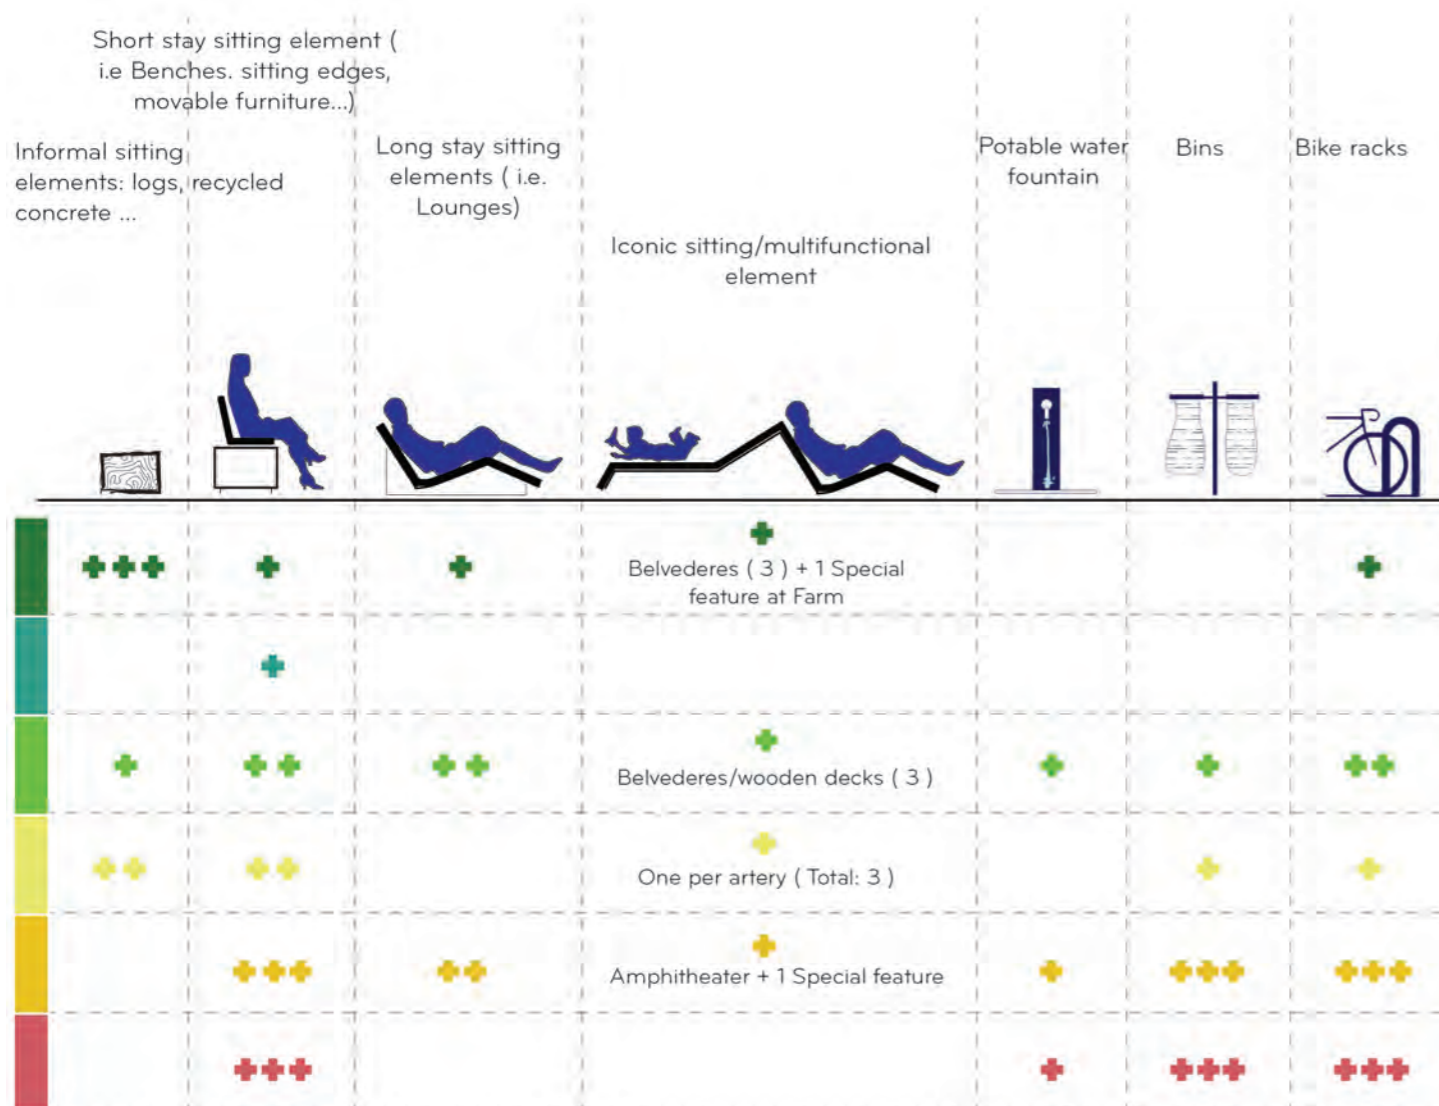 Short stay sitting element (
i.e Benches. sitting edges,
movable furniture...)
Informal sitting
elements: logs, recycled
concrete ...
Long stay sitting
elements ( i.e.
Lounges)
Iconic sitting/multifunctional
element
Potable water
fountain
Bins
Bike racks
Belvederes ( 3 ) + 1 Special
feature at Farm
Belvederes/wooden decks ( 3 )
One per artery ( Total: 3 )
Amphitheater + 1 Special feature